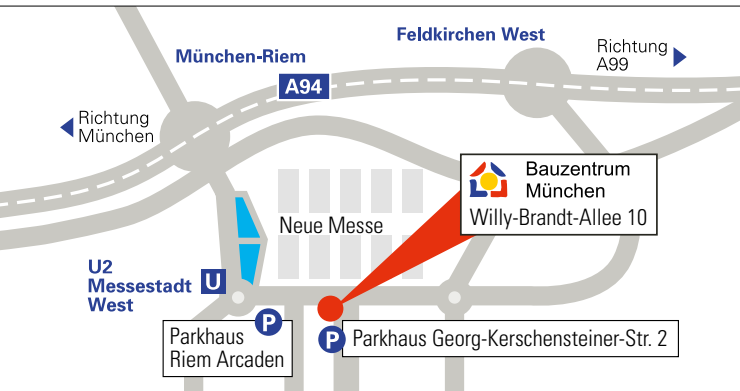 Feldkirchen West
München-Riem
Richtung
A99
A94
Richtung
München
Bauzentrum
München
Willy-Brandt-Allee 10
Neue Messe
U2
Messestadt
West
U
P
Parkhaus
Riem Arcaden
P
Parkhaus Georg-Kerschensteiner-Str. 2